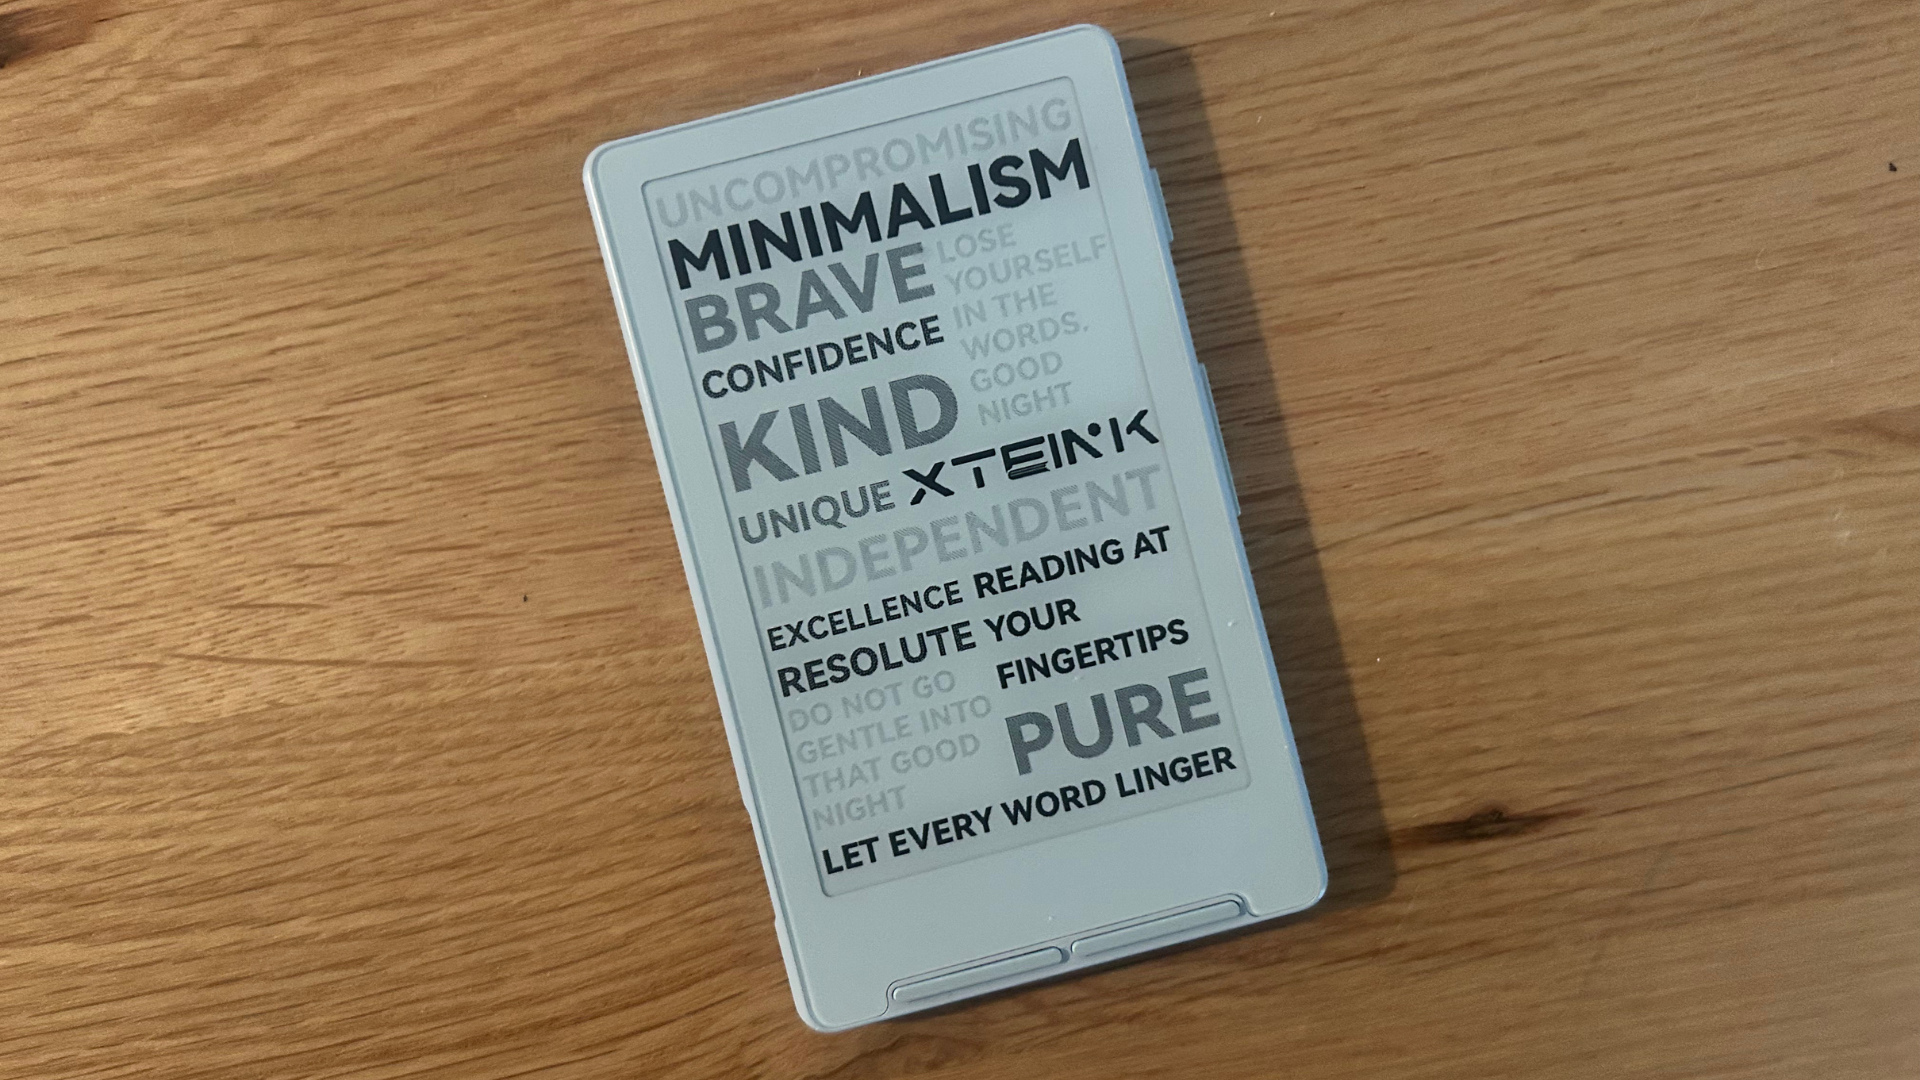 UNCOMPROMISING
MINIMALISM
BRAVE
CONFIDENCE
KIND
LOSE
YOURSELF
IN THE
WORDS.
GOOD
NIGHT
UNIQUE XTEINK
INDEPENDENT
EXCELLENCE
RESOLUTE
READING AT
YOUR
FINGERTIPS
DO NOT GO
GENTLE INTO
THAT GOOD
NIGHT
PURE
LET EVERY WORD LINGER